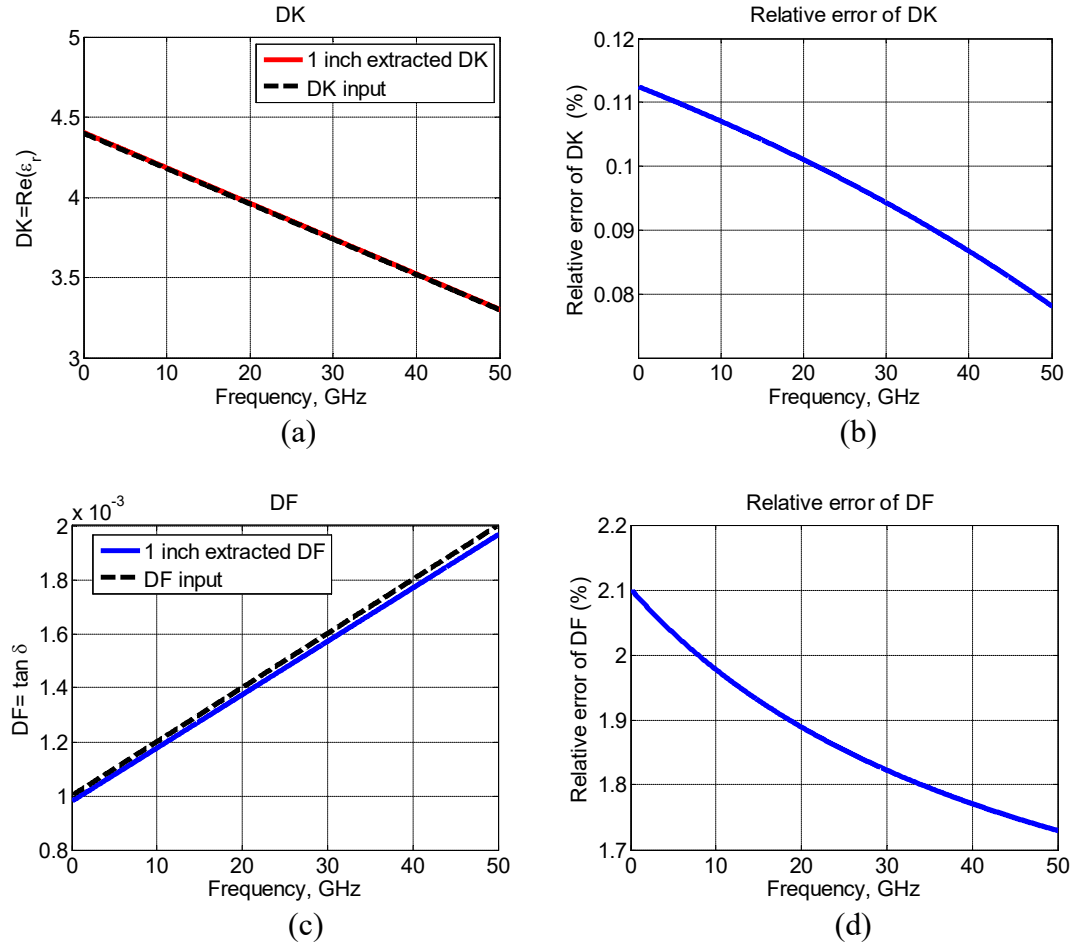 DK
5
4.5
4
3.5
3
DK=Re(εr)
1 inch extracted DK
DK input
0 10 20 30 40 50
Frequency, GHz
(a)
Relative error of DK
0.12
0.11
0.1
0.09
0.08
Relative error of DK (%)
0 10 20 30 40 50
Frequency, GHz
(b)
DF
x 10-3
2
1.8
1.6
1.4
1.2
1
0.8
DF= tan δ
1 inch extracted DF
DF input
0 10 20 30 40 50
Frequency, GHz
(c)
Relative error of DF
2.2
2.1
2
1.9
1.8
1.7
Relative error of DF (%)
0 10 20 30 40 50
Frequency, GHz
(d)